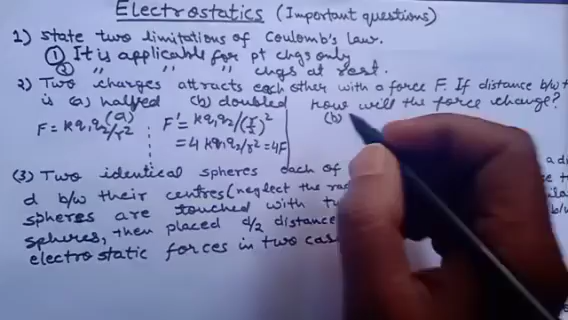 Electrostatics (Important questions)
1) State two limitations of Coulomb's law.
① It is applicable for pt chgs only
② " " " chgs at rest.
2) Two charges attracts each other with a force F. If distance b/w t
is (a) halfed (b) doubled How will the force change?
(a) (b)
F = kq₁q₂/r² F' = kq₁q₂/(r/2)²
= 4 kq₁q₂/r² = 4F
(3) Two identical spheres each of a di
d b/w their centres (neglect the ra
spheres are touched with t
spheres, then placed d/2 distance b/w
electrostatic forces in two cas